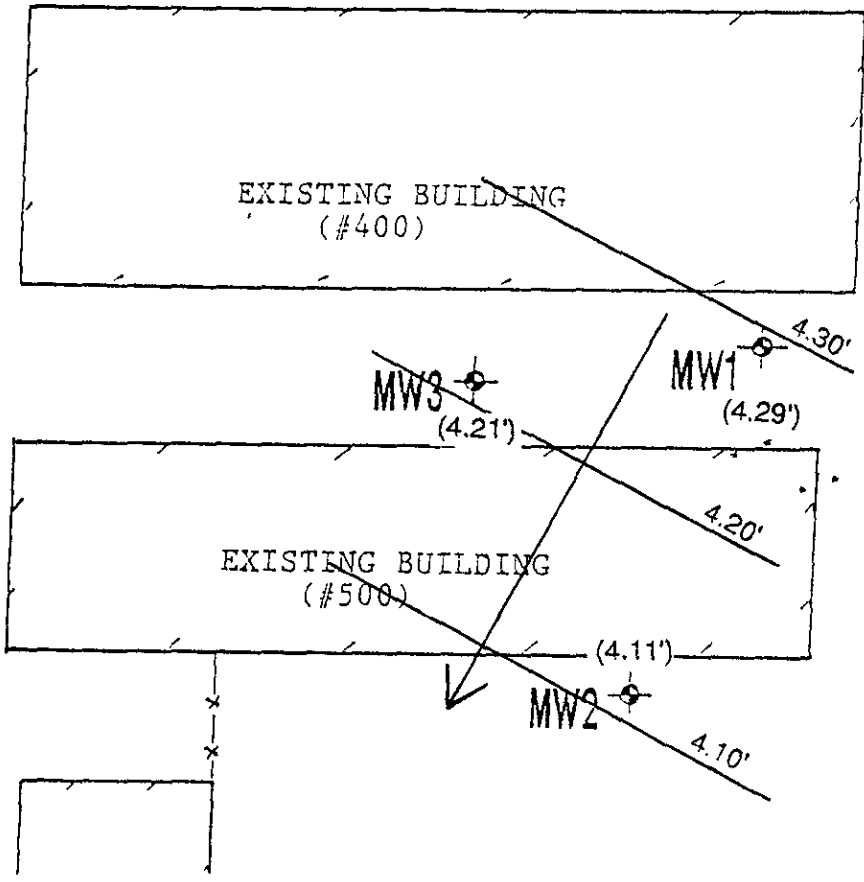 EXISTING BUILDING
(#400)
4.30'
MW1
(4.29')
MW3
(4.21')
4.20'
EXISTING BUILDING
(#500)
(4.11')
MW2
4.10'